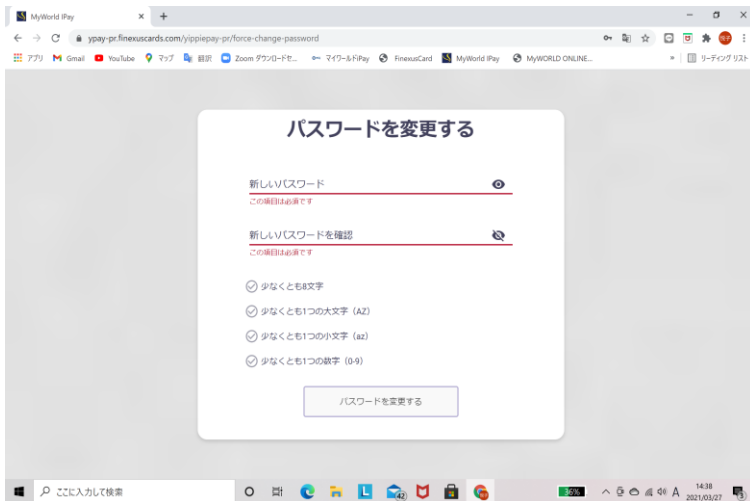 MyWorld IPay
ypay-pr.finexuscards.com/yippiepay-pr/force-change-password
アプリ
Gmail
YouTube
マップ
翻訳
Zoom ダウンロードセ...
マイワールドiPay
FinexusCard
MyWorld IPay
MyWORLD ONLINE...
»
リーディング リスト
パスワードを変更する
新しいパスワード
この項目は必須です
新しいパスワードを確認
この項目は必須です
少なくとも8文字
少なくとも1つの大文字（AZ）
少なくとも1つの小文字（az）
少なくとも1つの数字（0-9）
パスワードを変更する
ここに入力して検索
L
42
36%
A
14:38
2021/03/27